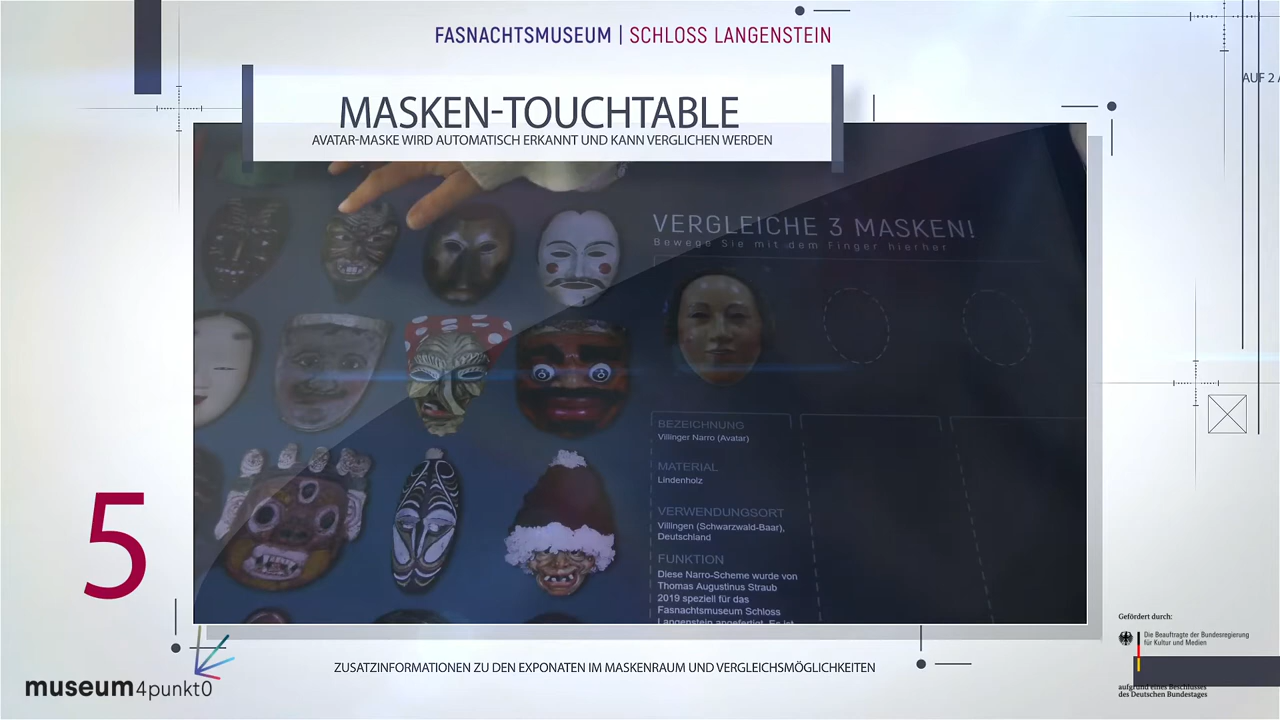 FASNACHTSMUSEUM | SCHLOSS LANGENSTEIN
AUF 2
MASKEN-TOUCHTABLE
AVATAR-MASKE WIRD AUTOMATISCH ERKANNT UND KANN VERGLICHEN WERDEN
VERGLEICHE 3 MASKEN!
Bewege Sie mit dem Finger hierher
BEZEICHNUNG
Villinger Narro (Avatar)
MATERIAL
Lindenholz
VERWENDUNGSORT
Villingen (Schwarzwald-Baar),
Deutschland
FUNKTION
Diese Narro-Scheme wurde von
Thomas Augustinus Straub
2019 speziell für das
Fasnachtsmuseum Schloss
Langenstein angefertigt. Es ist
5
ZUSATZINFORMATIONEN ZU DEN EXPONATEN IM MASKENRAUM UND VERGLEICHSMÖGLICHKEITEN
museum4punkt0
Gefördert durch:
Die Beauftragte der Bundesregierung
für Kultur und Medien
aufgrund eines Beschlusses
des Deutschen Bundestages